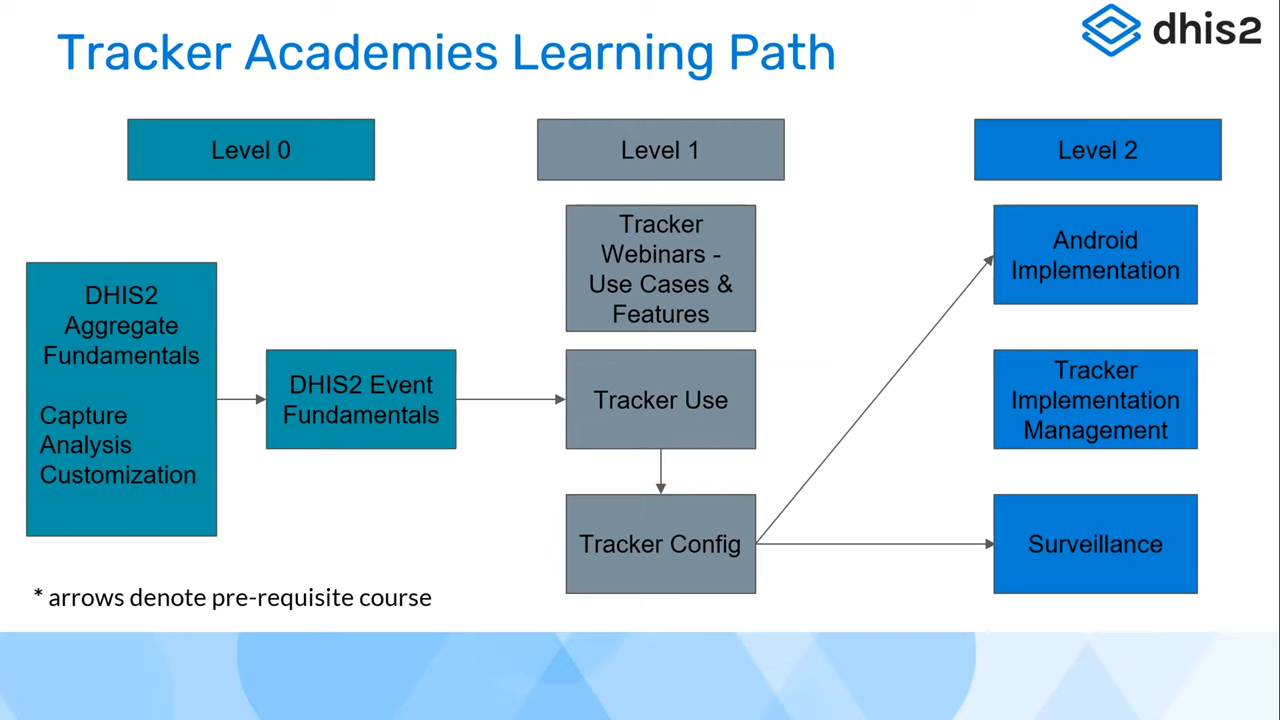 Tracker Academies Learning Path
dhis2
Level 0
Level 1
Level 2
DHIS2
Aggregate
Fundamentals
Capture
Analysis
Customization
DHIS2 Event
Fundamentals
Tracker
Webinars -
Use Cases &
Features
Tracker Use
Tracker Config
Android
Implementation
Tracker
Implementation
Management
Surveillance
* arrows denote pre-requisite course